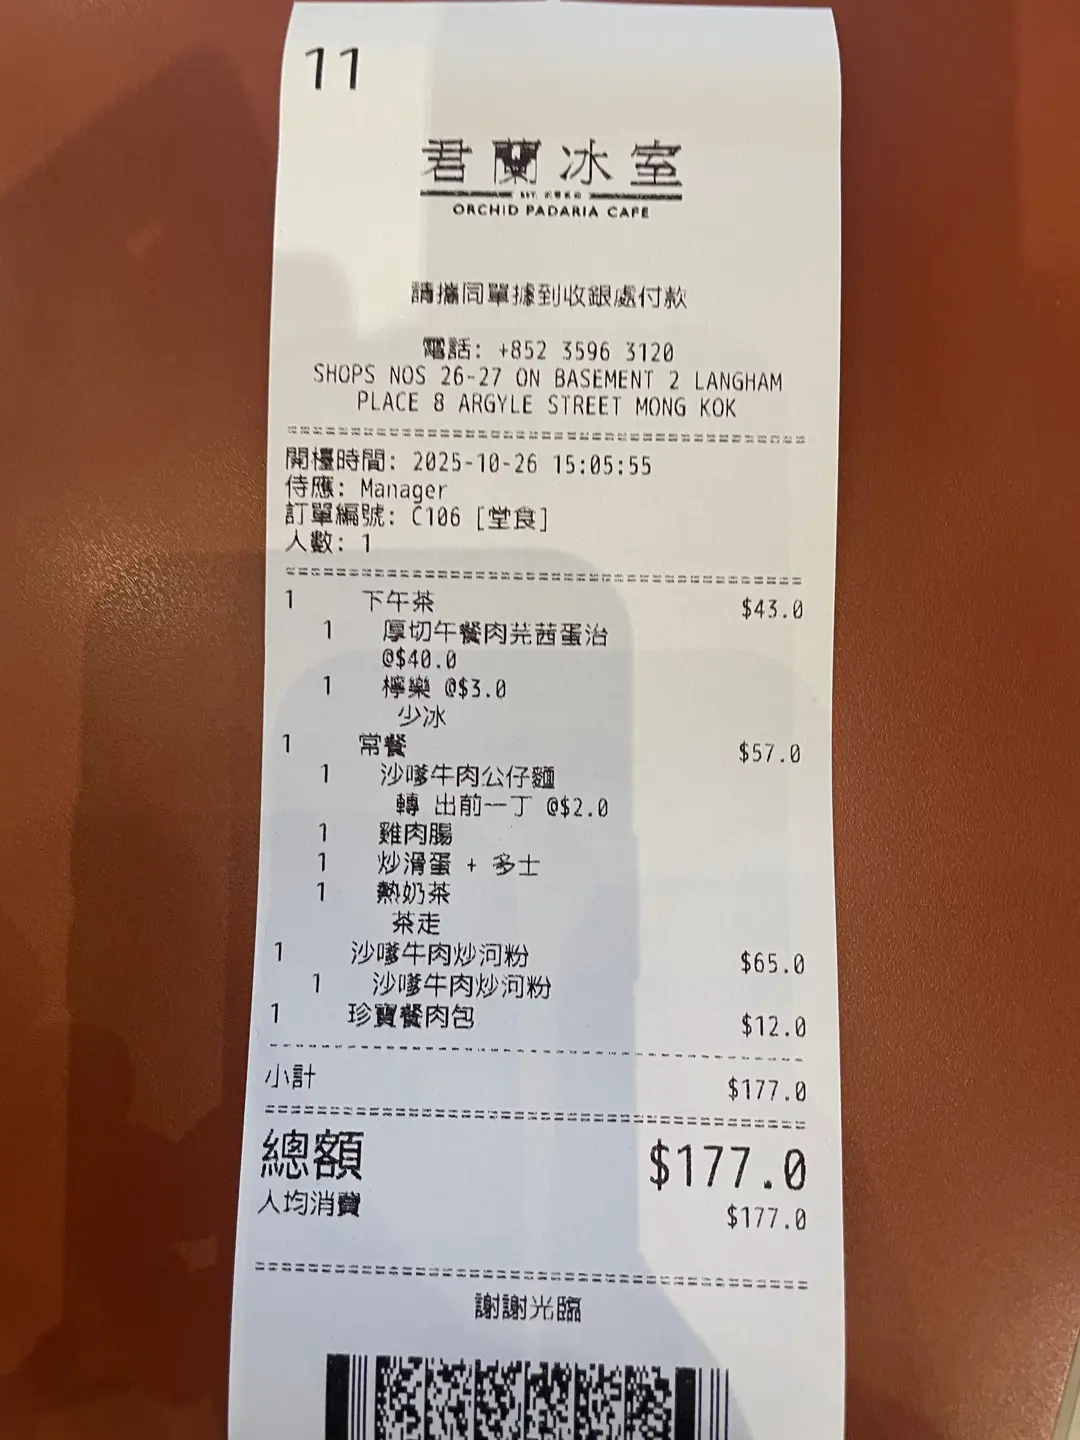 11
君蘭冰室
EST.
ORCHID PADARIA CAFE
請攜同單據到收銀處付款
電話: +852 3596 3120
SHOPS NOS 26-27 ON BASEMENT 2 LANGHAM
PLACE 8 ARGYLE STREET MONG KOK
開檯時間: 2025-10-26 15:05:55
侍應: Manager
訂單編號: C106 [堂食]
人數: 1
1 下午茶 $43.0
1 厚切午餐肉芫茜蛋治
@$40.0
1 檸樂 @$3.0
少冰
1 常餐 $57.0
1 沙嗲牛肉公仔麵
轉 出前一丁 @$2.0
1 雞肉腸
1 炒滑蛋 + 多士
1 熱奶茶
茶走
1 沙嗲牛肉炒河粉 $65.0
1 沙嗲牛肉炒河粉
1 珍寶餐肉包 $12.0
小計 $177.0
總額 $177.0
人均消費 $177.0
謝謝光臨